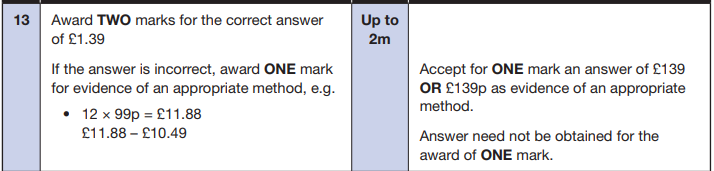 13 Award TWO marks for the correct answer Up to
of £1.39 2m
If the answer is incorrect, award ONE mark
for evidence of an appropriate method, e.g.
• 12 × 99p = £11.88
£11.88 – £10.49
Accept for ONE mark an answer of £139
OR £139p as evidence of an appropriate
method.
Answer need not be obtained for the
award of ONE mark.